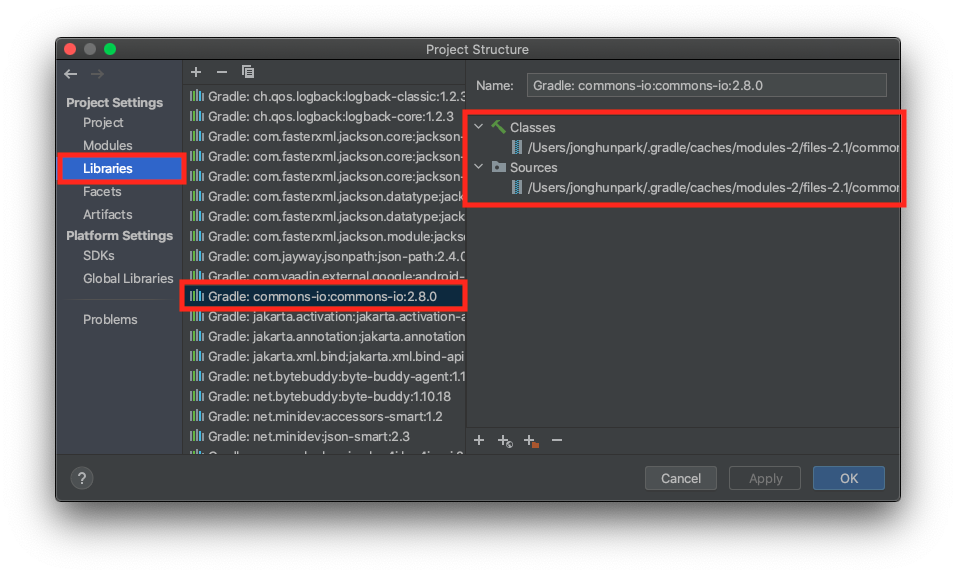 Project Structure
Project Settings
Project
Modules
Libraries
Facets
Artifacts
Platform Settings
SDKs
Global Libraries
Problems
Gradle: ch.qos.logback:logback-classic:1.2.3
Gradle: ch.qos.logback:logback-core:1.2.3
Gradle: com.fasterxml.jackson.core:jackson-
Gradle: com.fasterxml.jackson.core:jackson-
Gradle: com.fasterxml.jackson.core:jackson-
Gradle: com.fasterxml.jackson.datatype:jack
Gradle: com.fasterxml.jackson.datatype:jack
Gradle: com.fasterxml.jackson.module:jackso
Gradle: com.jayway.jsonpath:json-path:2.4.0
Gradle: com.vaadin.external.google:android-
Gradle: commons-io:commons-io:2.8.0
Gradle: jakarta.activation:jakarta.activation-a
Gradle: jakarta.annotation:jakarta.annotation
Gradle: jakarta.xml.bind:jakarta.xml.bind-api
Gradle: net.bytebuddy:byte-buddy-agent:1.1
Gradle: net.bytebuddy:byte-buddy:1.10.18
Gradle: net.minidev:accessors-smart:1.2
Gradle: net.minidev:json-smart:2.3
Name: Gradle: commons-io:commons-io:2.8.0
Classes
/Users/jonghunpark/.gradle/caches/modules-2/files-2.1/commo
Sources
/Users/jonghunpark/.gradle/caches/modules-2/files-2.1/commo
?
Cancel
Apply
OK